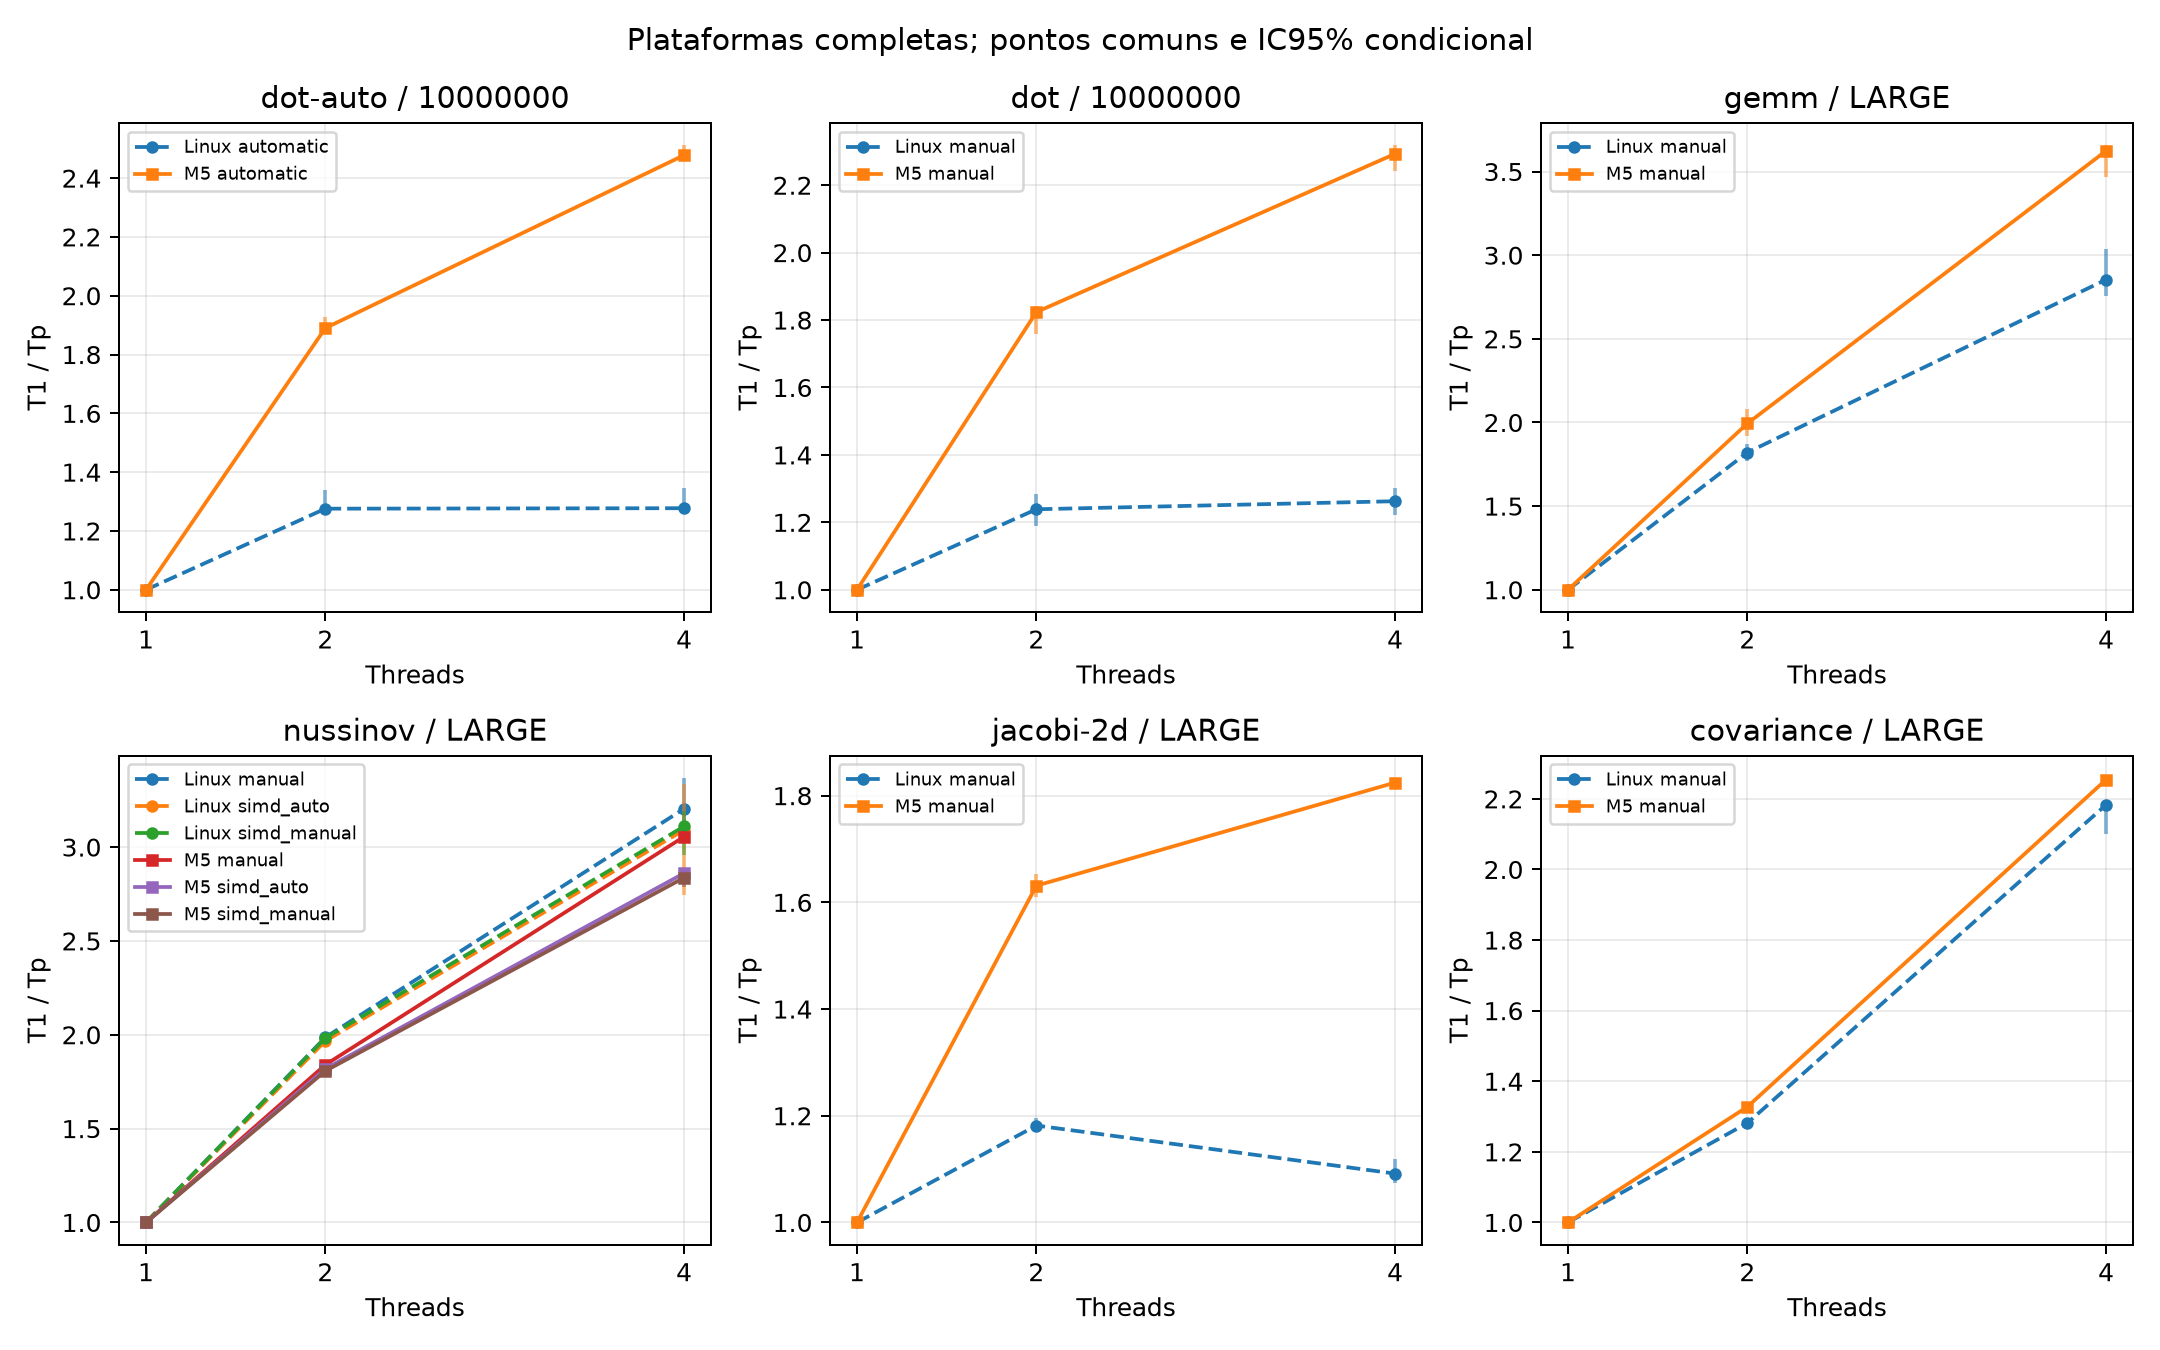 Plataformas completas; pontos comuns e IC95% condicional
dot-auto / 10000000
Linux automatic
M5 automatic
2.4
2.2
2.0
1.8
1.6
1.4
1.2
1.0
T1 / Tp
1 2 4
Threads
dot / 10000000
Linux manual
M5 manual
2.2
2.0
1.8
1.6
1.4
1.2
1.0
T1 / Tp
1 2 4
Threads
gemm / LARGE
Linux manual
M5 manual
3.5
3.0
2.5
2.0
1.5
1.0
T1 / Tp
1 2 4
Threads
nussinov / LARGE
Linux manual
Linux simd_auto
Linux simd_manual
M5 manual
M5 simd_auto
M5 simd_manual
3.0
2.5
2.0
1.5
1.0
T1 / Tp
1 2 4
Threads
jacobi-2d / LARGE
Linux manual
M5 manual
1.8
1.6
1.4
1.2
1.0
T1 / Tp
1 2 4
Threads
covariance / LARGE
Linux manual
M5 manual
2.2
2.0
1.8
1.6
1.4
1.2
1.0
T1 / Tp
1 2 4
Threads